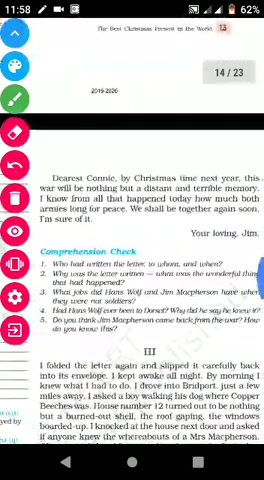 11:58
62%
The Best Christmas Present in the World 13
14 / 23
2019-2020
Dearest Connie, by Christmas time next year, this
war will be nothing but a distant and terrible memory.
I know from all that happened today how much both
armies long for peace. We shall be together again soon,
I'm sure of it.
Your loving, Jim.
Comprehension Check
1. Who had written the letter, to whom, and when?
2. Why was the letter written — what was the wonderful thing
that had happened?
3. What jobs did Hans Wolf and Jim Macpherson have when
they were not soldiers?
4. Had Hans Wolf ever been to Dorset? Why did he say he knew it?
5. Do you think Jim Macpherson came back from the war? How
do you know this?
III
I folded the letter again and slipped it carefully back
into its envelope. I kept awake all night. By morning I
knew what I had to do. I drove into Bridport, just a few
miles away. I asked a boy walking his dog where Copper
Beeches was. House number 12 turned out to be nothing
but a burned-out shell, the roof gaping, the windows
boarded-up. I knocked at the house next door and asked
if anyone knew the whereabouts of a Mrs Macpherson.
yed by